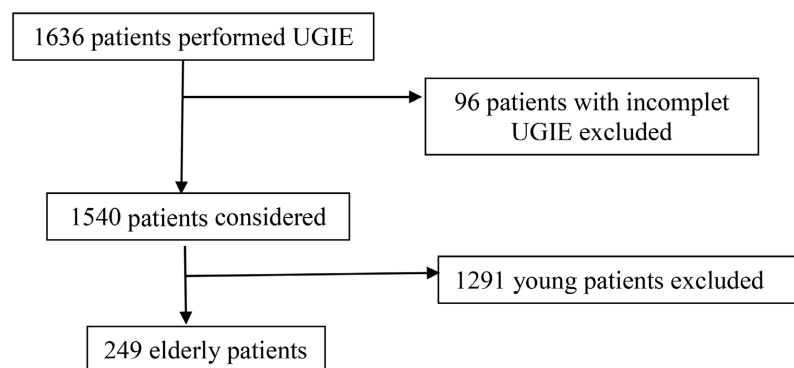 1636 patients performed UGIE
96 patients with incomplet
UGIE excluded
1540 patients considered
1291 young patients excluded
249 elderly patients